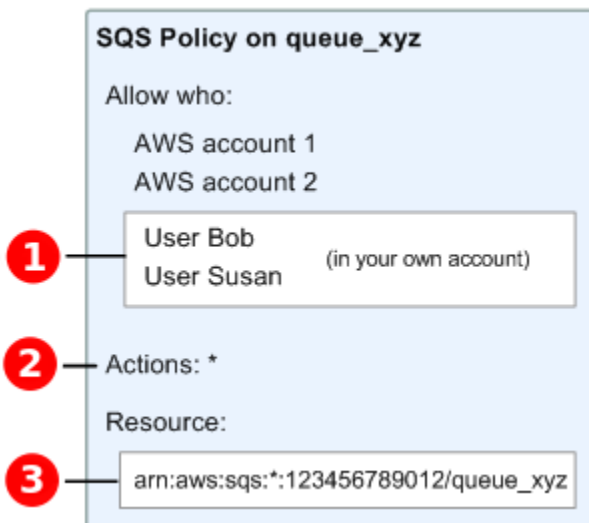 SQS Policy on queue_xyz
Allow who:
AWS account 1
AWS account 2
1
User Bob
User Susan
(in your own account)
2
Actions: *
Resource:
3
arn:aws:sqs:*:123456789012/queue_xyz